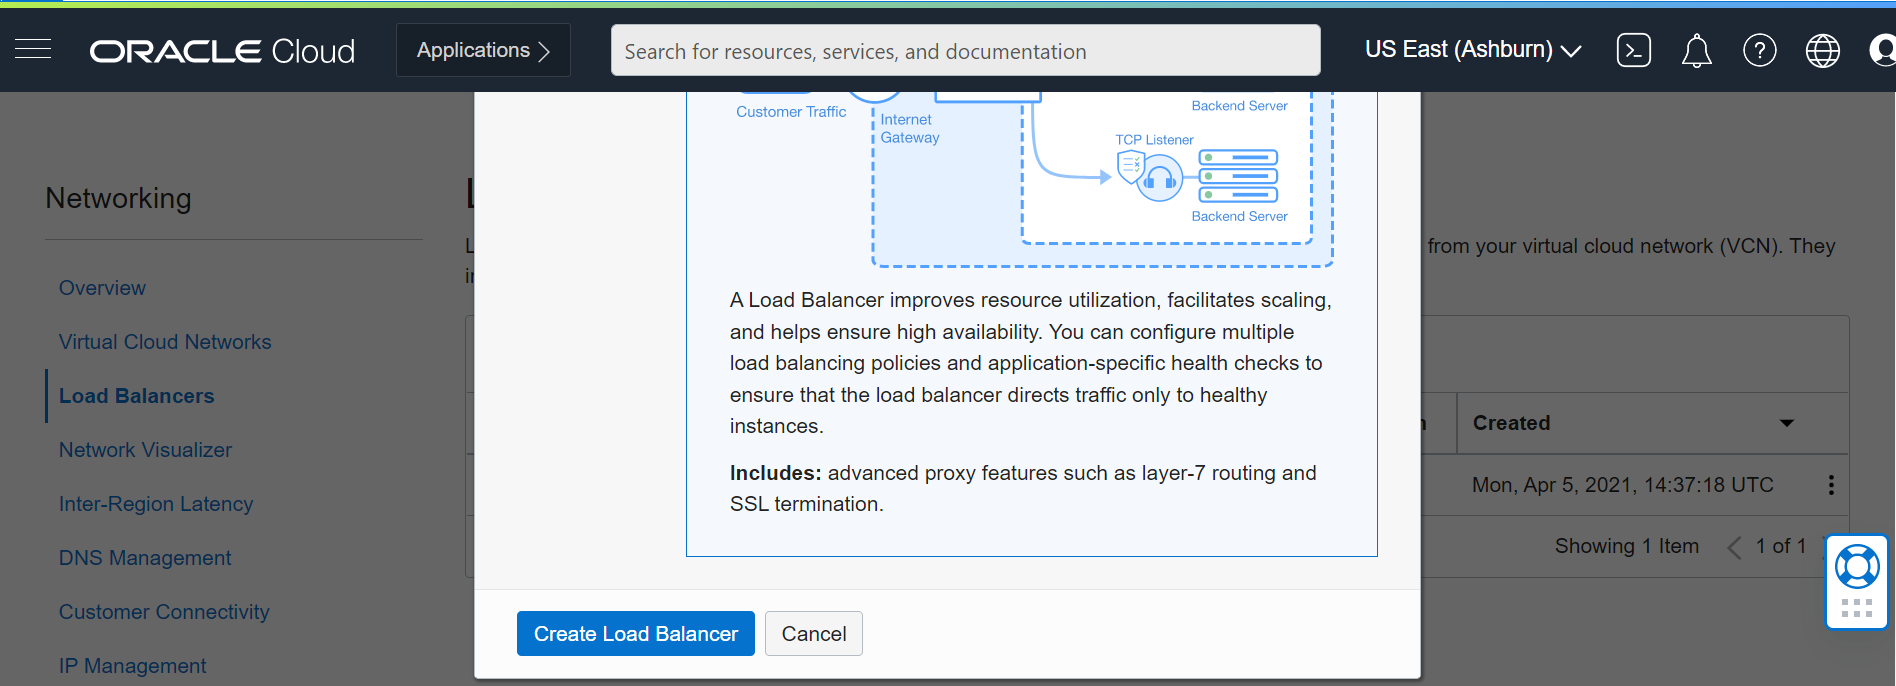 ORACLE Cloud
Applications
Search for resources, services, and documentation
US East (Ashburn)
Networking
Overview
Virtual Cloud Networks
Load Balancers
Network Visualizer
Inter-Region Latency
DNS Management
Customer Connectivity
IP Management
Customer Traffic
Internet
Gateway
Backend Server
TCP Listener
Backend Server
A Load Balancer improves resource utilization, facilitates scaling,
and helps ensure high availability. You can configure multiple
load balancing policies and application-specific health checks to
ensure that the load balancer directs traffic only to healthy
instances.
Includes: advanced proxy features such as layer-7 routing and
SSL termination.
Create Load Balancer
Cancel
from your virtual cloud network (VCN). They
Created
Mon, Apr 5, 2021, 14:37:18 UTC
Showing 1 Item
1 of 1